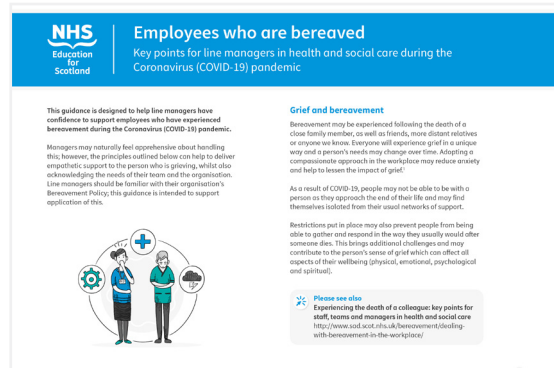 NHS
Education
for
Scotland
Employees who are bereaved
Key points for line managers in health and social care during the
Coronavirus (COVID-19) pandemic
This guidance is designed to help line managers have
confidence to support employees who have experienced
bereavement during the Coronavirus (COVID-19) pandemic.
Managers may naturally feel apprehensive about handling
this; however, the principles outlined below can help to deliver
empathetic support to the person who is grieving, whilst also
acknowledging the needs of their team and the organisation.
Line managers should be familiar with their organisation's
Bereavement Policy; this guidance is intended to support
application of this.
Grief and bereavement
Bereavement may be experienced following the death of a
close family member, as well as friends, more distant relatives
or anyone we know. Everyone will experience grief in a unique
way and a person's needs may change over time. Adopting a
compassionate approach in the workplace may reduce anxiety
and help to lessen the impact of grief.¹
As a result of COVID-19, people may not be able to be with a
person as they approach the end of their life and may find
themselves isolated from their usual networks of support.
Restrictions put in place may also prevent people from being
able to gather and respond in the way they usually would after
someone dies. This brings additional challenges and may
contribute to the person's sense of grief which can affect all
aspects of their wellbeing (physical, emotional, psychological
and spiritual).
Please see also
Experiencing the death of a colleague: key points for
staff, teams and managers in health and social care
http://www.sad.scot.nhs.uk/bereavement/dealing-
with-bereavement-in-the-workplace/